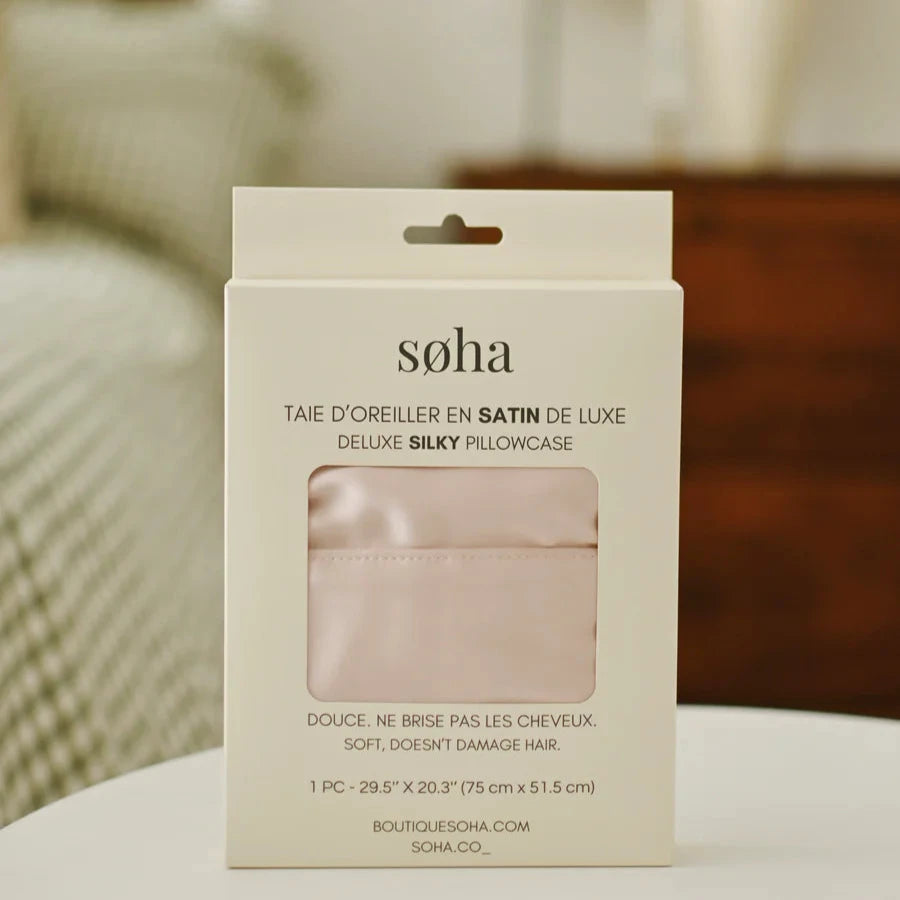 søha
TAIE D'OREILLER EN SATIN DE LUXE
DELUXE SILKY PILLOWCASE
DOUCE. NE BRISE PAS LES CHEVEUX.
SOFT, DOESN'T DAMAGE HAIR.
1 PC - 29.5" X 20.3" (75 cm x 51.5 cm)
BOUTIQUESOHA.COM
SOHA.CO_